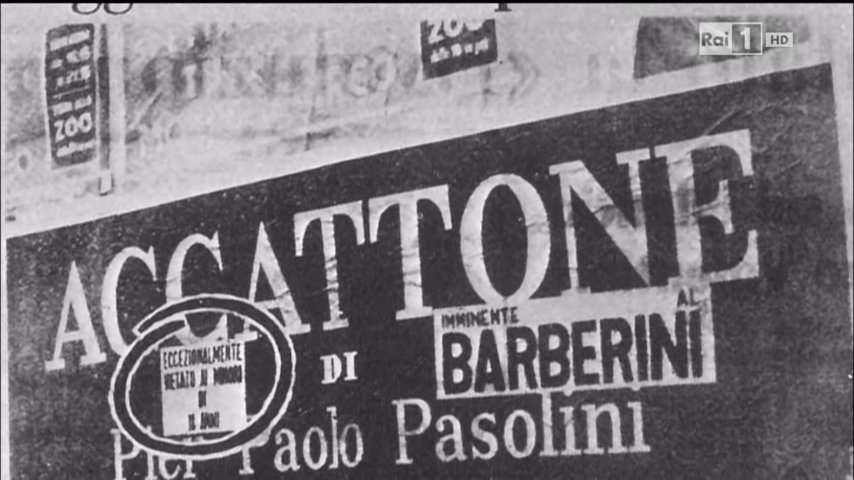 Rai 1 HD
ZOO
ZOO
ACCATTONE
ECCEZIONALMENTE
VIETATO AI MINORI
DI
18 ANNI
DI
IMMINENTE AL
BARBERINI
Pier Paolo Pasolini